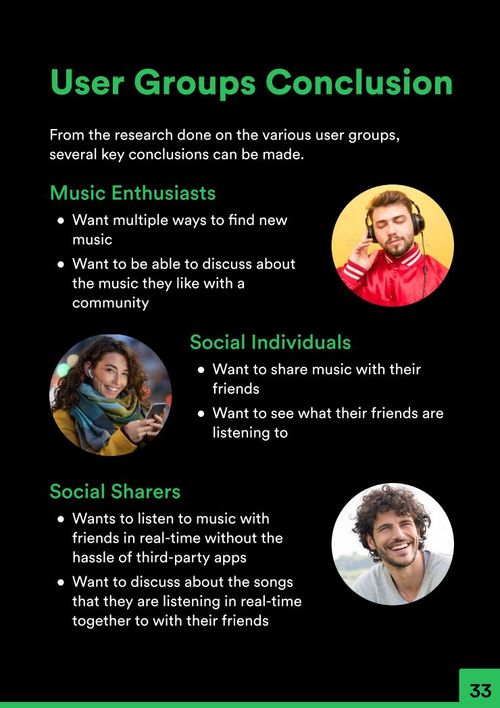 User Groups Conclusion
From the research done on the various user groups,
several key conclusions can be made.
Music Enthusiasts
• Want multiple ways to find new
music
• Want to be able to discuss about
the music they like with a
community
Social Individuals
• Want to share music with their
friends
• Want to see what their friends are
listening to
Social Sharers
• Wants to listen to music with
friends in real-time without the
hassle of third-party apps
• Want to discuss about the songs
that they are listening in real-time
together to with their friends
33